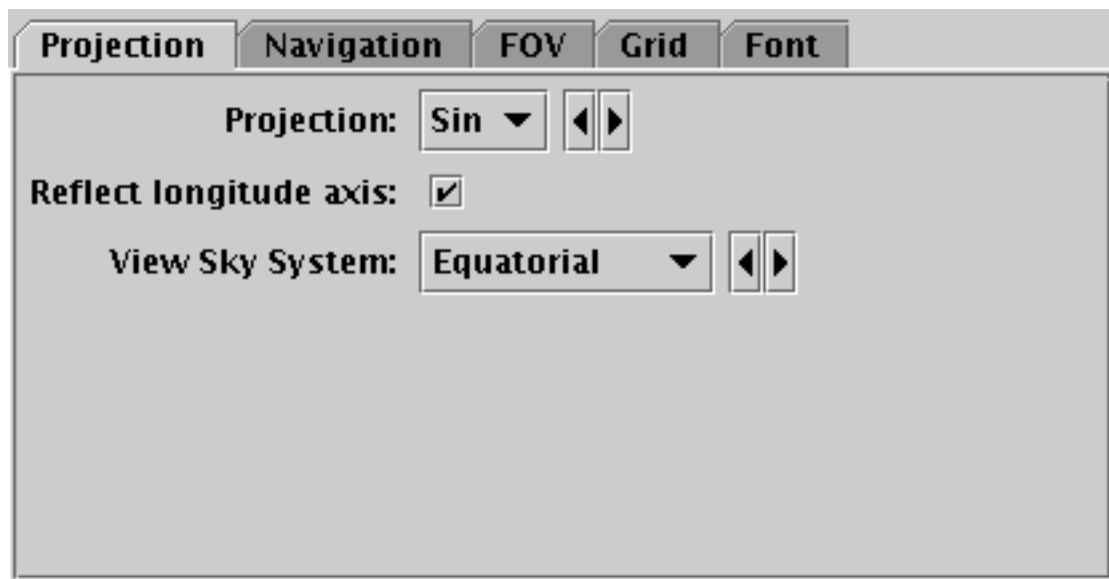 Projection Navigation FOV Grid Font
Projection: Sin
Reflect longitude axis:
View Sky System: Equatorial